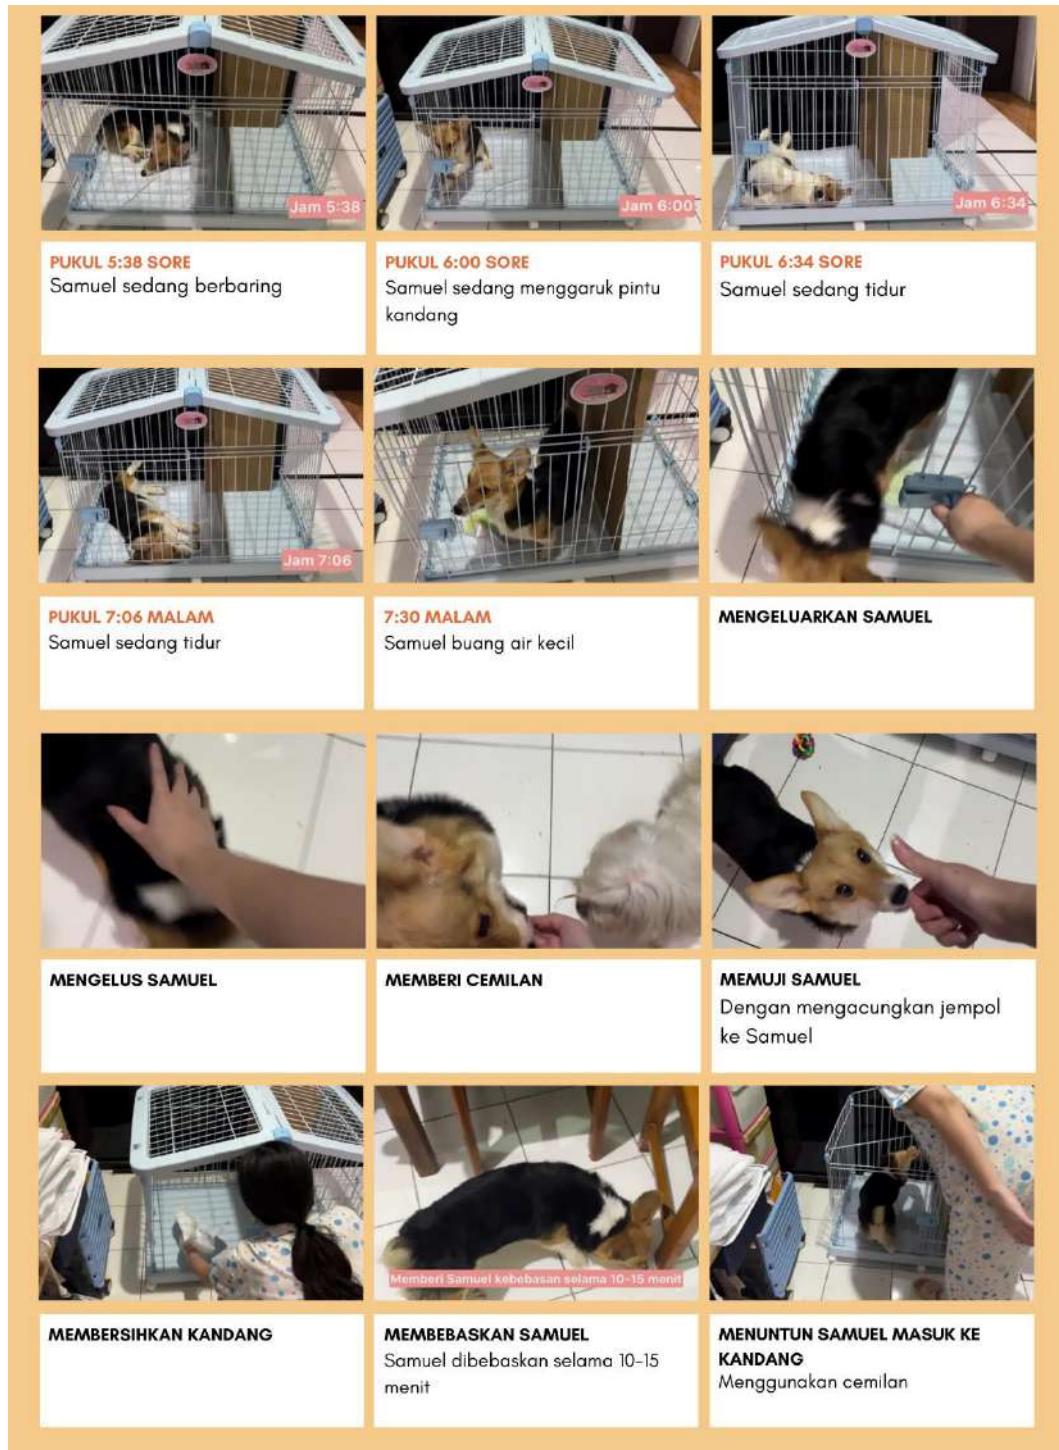 Jam 5:38
Jam 6:00
Jam 6:34
PUKUL 5:38 SORE
Samuel sedang berbaring
PUKUL 6:00 SORE
Samuel sedang menggaruk pintu
kandang
PUKUL 6:34 SORE
Samuel sedang tidur
Jam 7:06
PUKUL 7:06 MALAM
Samuel sedang tidur
7:30 MALAM
Samuel buang air kecil
MENGELUARKAN SAMUEL
MENGELUS SAMUEL
MEMBERI CEMILAN
MEMUJI SAMUEL
Dengan mengacungkan jempol
ke Samuel
Memberi Samuel kebebasan selama 10-15 menit
MEMBERSIHKAN KANDANG
MEMBEBASKAN SAMUEL
Samuel dibebaskan selama 10-15
menit
MENUNTUN SAMUEL MASUK KE
KANDANG
Menggunakan cemilan